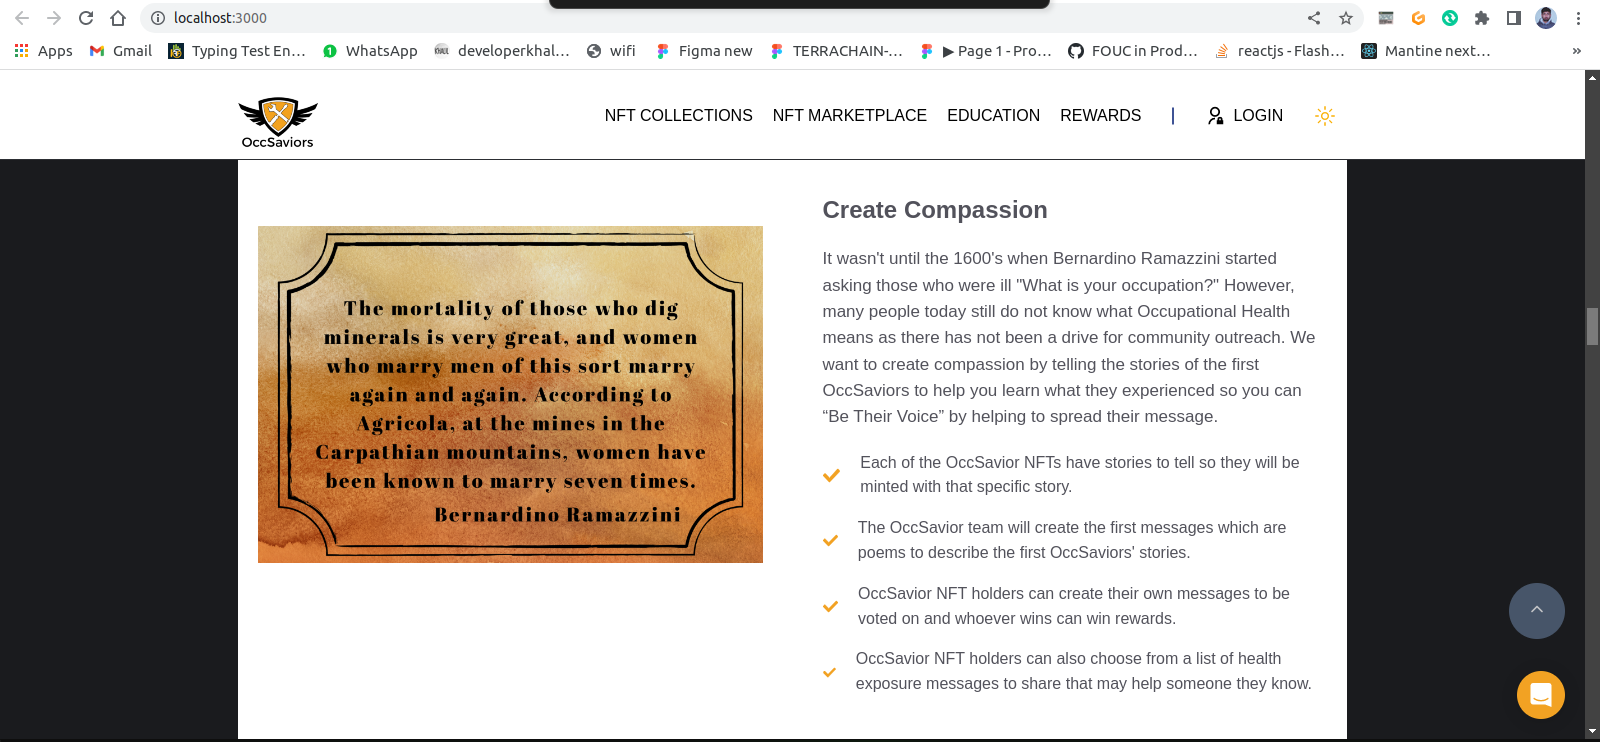 localhost:3000
Apps
Gmail
Typing Test En…
WhatsApp
developerkhal…
wifi
Figma new
TERRACHAIN-…
▶ Page 1 - Pro…
FOUC in Prod…
reactjs - Flash…
Mantine next…
»
OccSaviors
NFT COLLECTIONS
NFT MARKETPLACE
EDUCATION
REWARDS
LOGIN
The mortality of those who dig
minerals is very great, and women
who marry men of this sort marry
again and again. According to
Agricola, at the mines in the
Carpathian mountains, women have
been known to marry seven times.
Bernardino Ramazzini
Create Compassion
It wasn't until the 1600's when Bernardino Ramazzini started
asking those who were ill "What is your occupation?" However,
many people today still do not know what Occupational Health
means as there has not been a drive for community outreach. We
want to create compassion by telling the stories of the first
OccSaviors to help you learn what they experienced so you can
“Be Their Voice” by helping to spread their message.
Each of the OccSavior NFTs have stories to tell so they will be
minted with that specific story.
The OccSavior team will create the first messages which are
poems to describe the first OccSaviors' stories.
OccSavior NFT holders can create their own messages to be
voted on and whoever wins can win rewards.
OccSavior NFT holders can also choose from a list of health
exposure messages to share that may help someone they know.